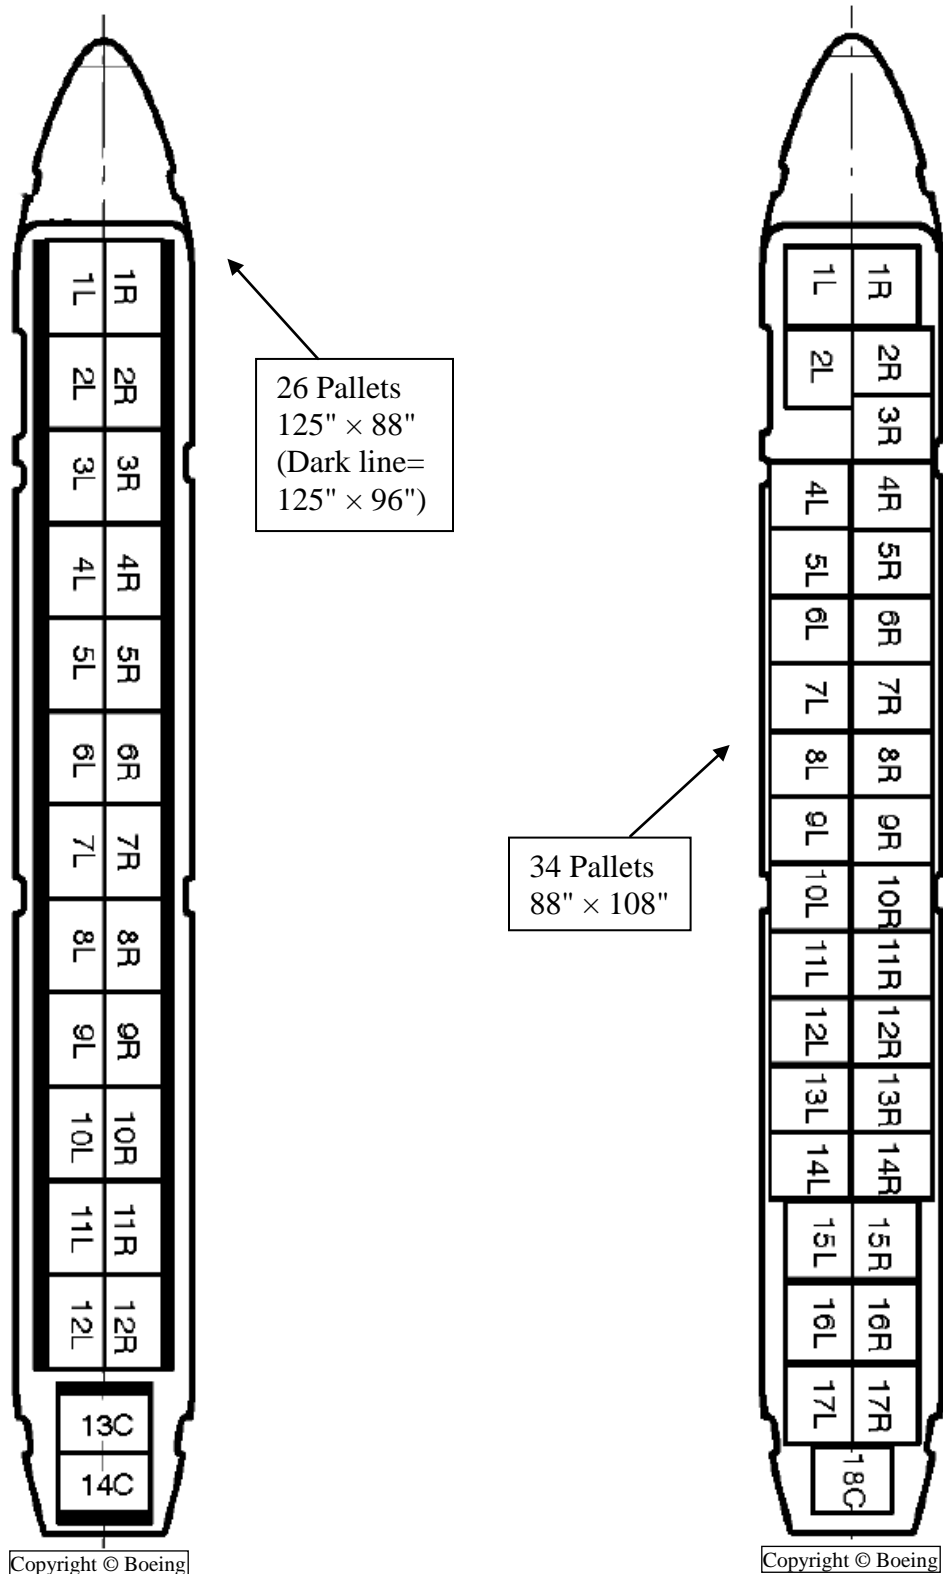 1L 1R
2L 2R
3L 3R
4L 4R
5L 5R
6L 6R
7L 7R
8L 8R
9L 9R
10L 10R
11L 11R
12L 12R
13C
14C
Copyright © Boeing
26 Pallets
125" × 88"
(Dark line=
125" × 96")
34 Pallets
88" × 108"
1L 1R
2L 2R
3R
4L 4R
5L 5R
6L 6R
7L 7R
8L 8R
9L 9R
10L 10R
11L 11R
12L 12R
13L 13R
14L 14R
15L 15R
16L 16R
17L 17R
18C
Copyright © Boeing